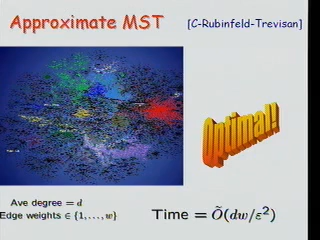 Approximate MST
[C-Rubinfeld-Trevisan]
Optimal!!
Ave degree = d
Edge weights ∈ {1, . . . , w}
Time = Õ(dw/ε²)